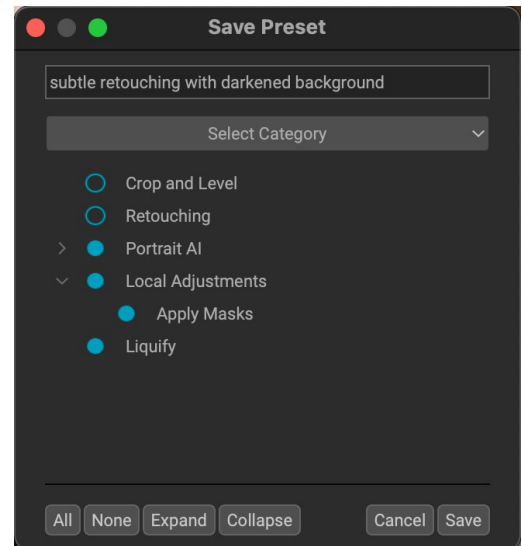 Save Preset
subtle retouching with darkened background
Select Category
Crop and Level
Retouching
Portrait AI
Local Adjustments
Apply Masks
Liquify
All None Expand Collapse Cancel Save